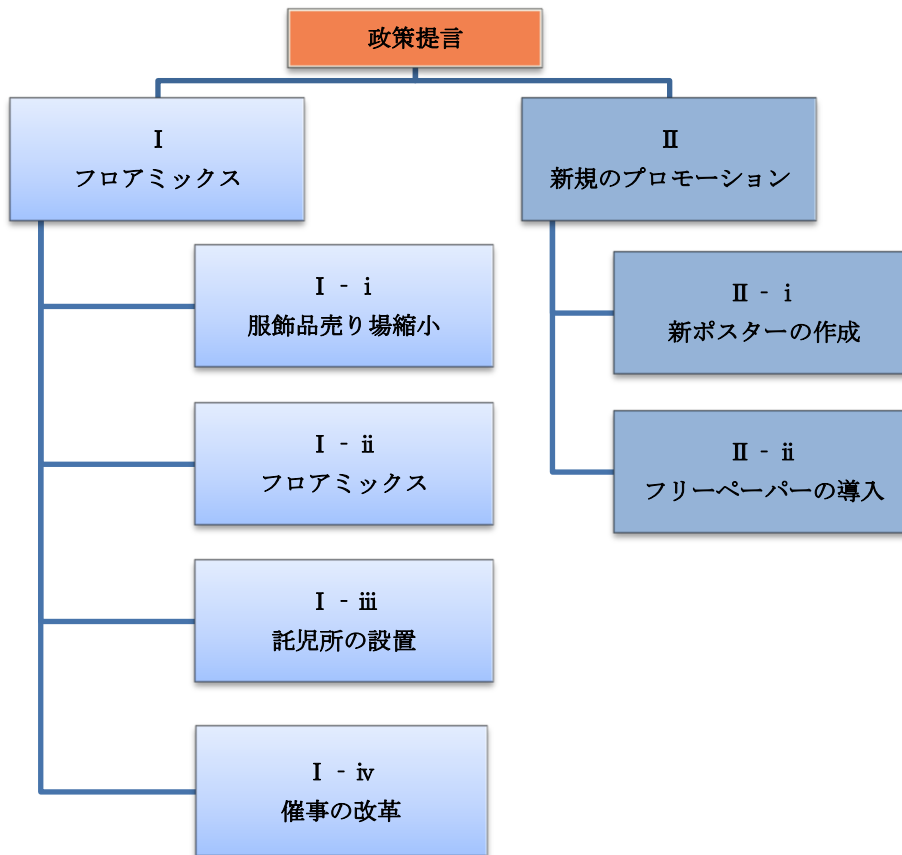 政策提言
Ⅰ
フロアミックス
Ⅰ - ⅰ
服飾品売り場縮小
Ⅰ - ⅱ
フロアミックス
Ⅰ - ⅲ
託児所の設置
Ⅰ - ⅳ
催事の改革
Ⅱ
新規のプロモーション
Ⅱ - ⅰ
新ポスターの作成
Ⅱ - ⅱ
フリーペーパーの導入